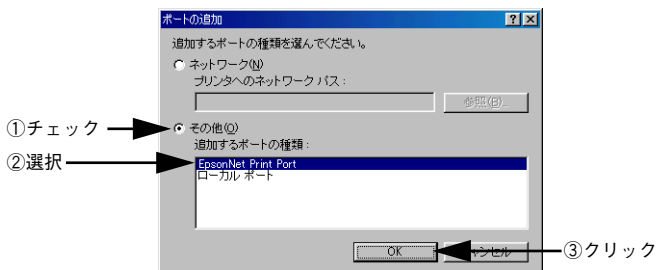 ポートの追加
追加するポートの種類を選んでください。
ネットワーク(N)
プリンタへのネットワーク パス:
参照(B)...
①チェック
その他(O)
追加するポートの種類:
②選択
EpsonNet Print Port
ローカル ポート
OK
キャンセル
③クリック